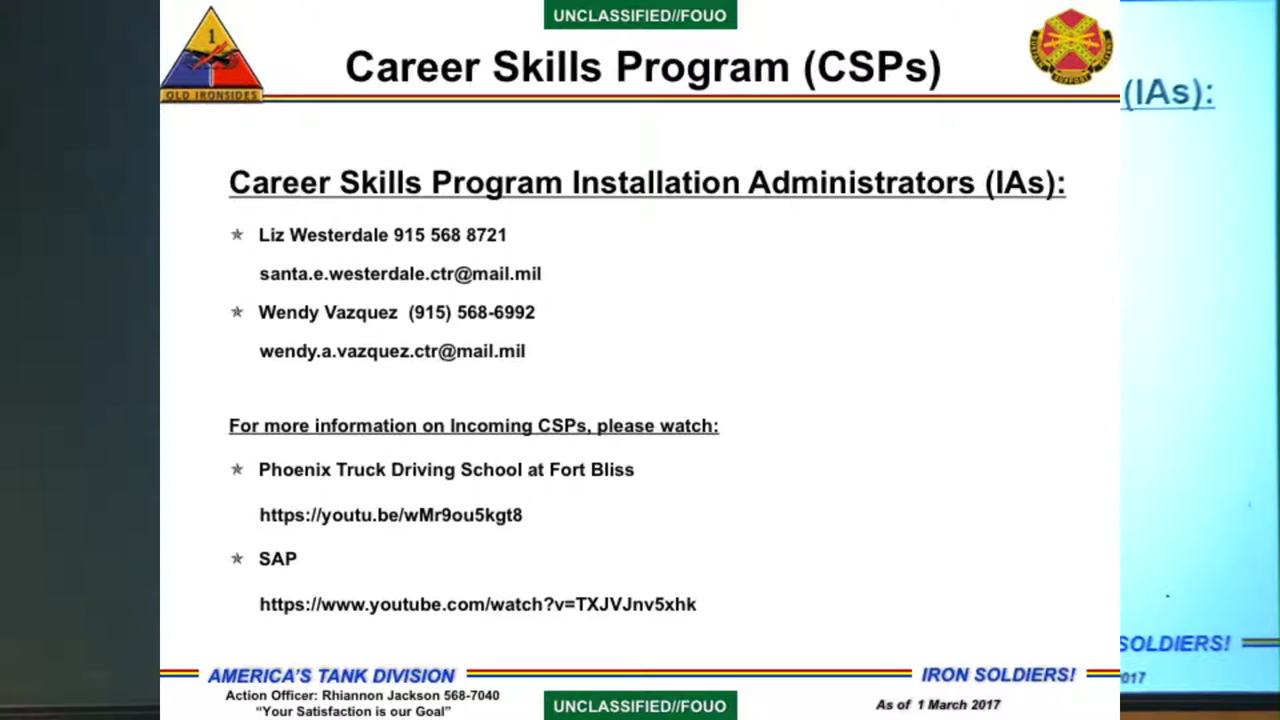 UNCLASSIFIED//FOUO
1
OLD IRONSIDES
Career Skills Program (CSPs)
SUPPORT
(IAs):
Career Skills Program Installation Administrators (IAs):
Liz Westerdale 915 568 8721
santa.e.westerdale.ctr@mail.mil
Wendy Vazquez (915) 568-6992
wendy.a.vazquez.ctr@mail.mil
For more information on Incoming CSPs, please watch:
Phoenix Truck Driving School at Fort Bliss
https://youtu.be/wMr9ou5kgt8
SAP
https://www.youtube.com/watch?v=TXJVJnv5xhk
AMERICA'S TANK DIVISION
IRON SOLDIERS!
SOLDIERS!
Action Officer: Rhiannon Jackson 568-7040
"Your Satisfaction is our Goal"
UNCLASSIFIED//FOUO
As of 1 March 2017
017